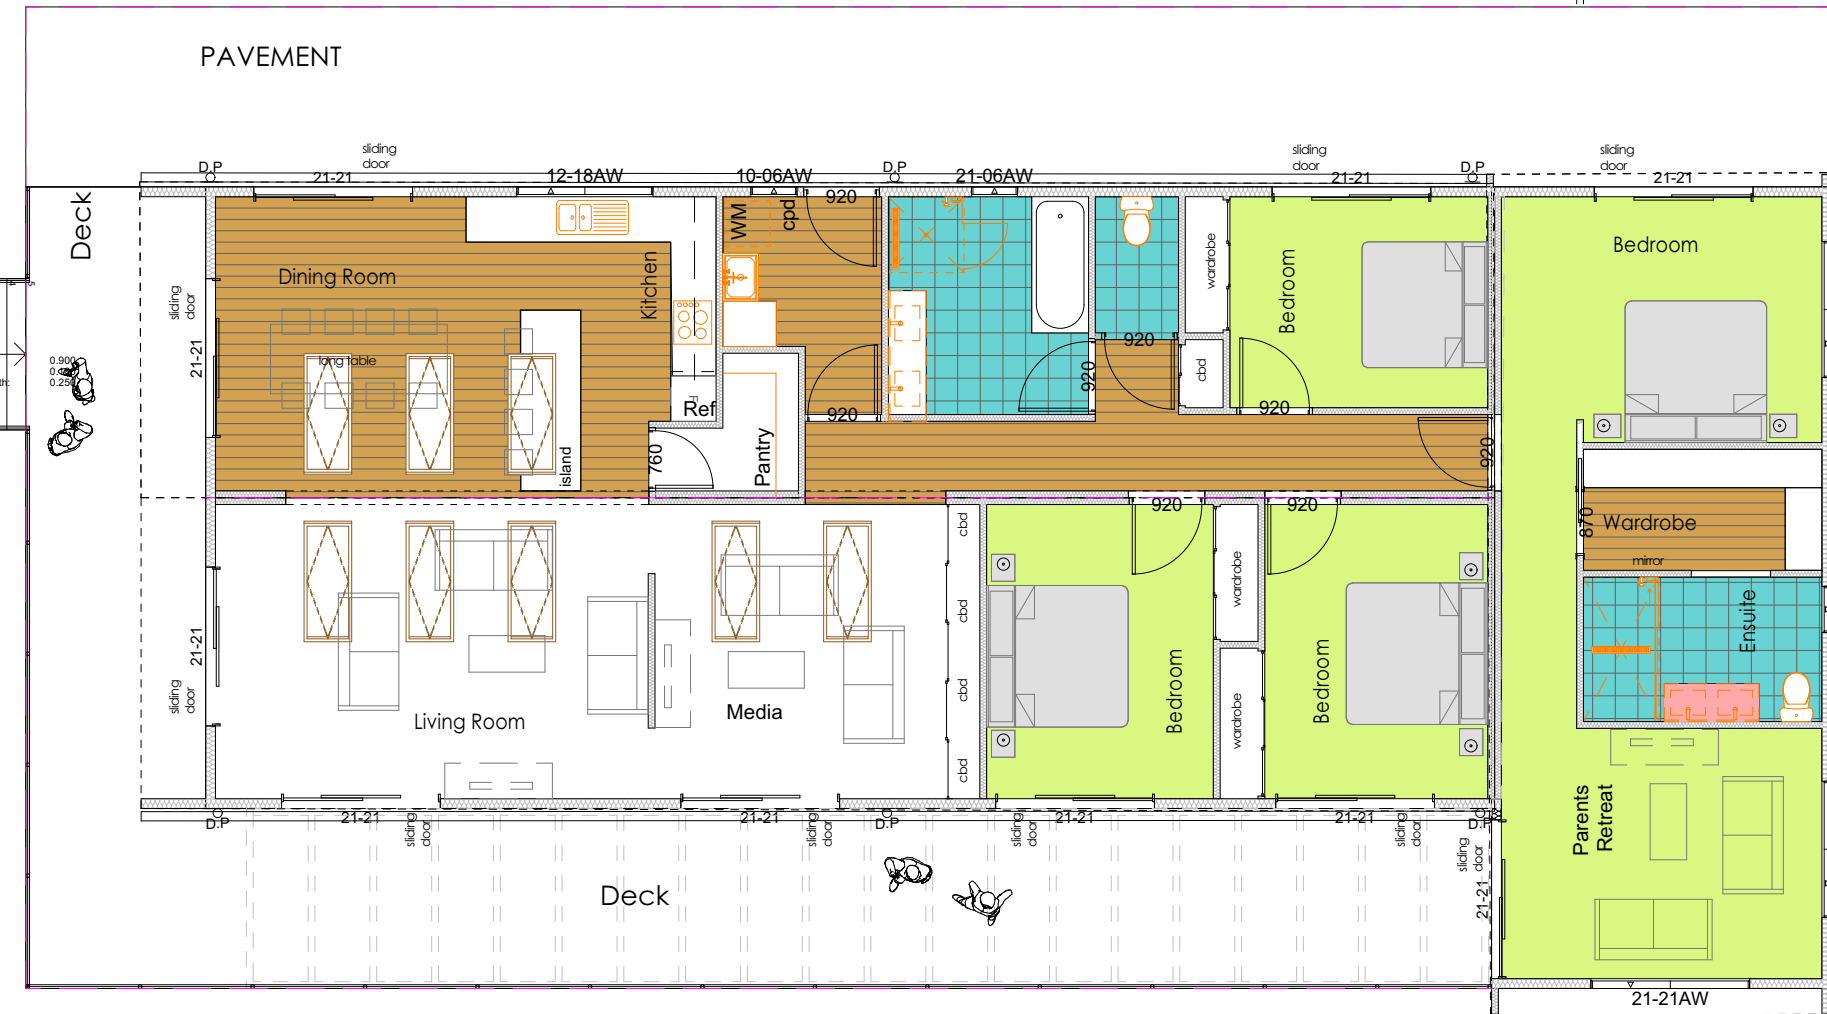 PAVEMENT
sliding
door
sliding
door
sliding
door
D.P
21-21
12-18AW
10-06AW
D.P
21-06AW
D.P
21-21
21-21
920
Deck
WM
cpd
wardrobe
Bedroom
Bedroom
Dining Room
Kitchen
sliding
door
21-21
long table
0.900
0.250
920
920
cbd
920
920
Ref
island
760
Pantry
920
920
920
cbd
870
Wardrobe
mirror
wardrobe
cbd
Ensuite
21-21
sliding
door
cbd
Living Room
Media
Bedroom
wardrobe
Bedroom
cbd
D.P
21-21
sliding
door
21-21
sliding
door
D.P
21-21
sliding
door
21-21
sliding
door
D.P
sliding
door
21-21
Parents
Retreat
Deck
21-21AW